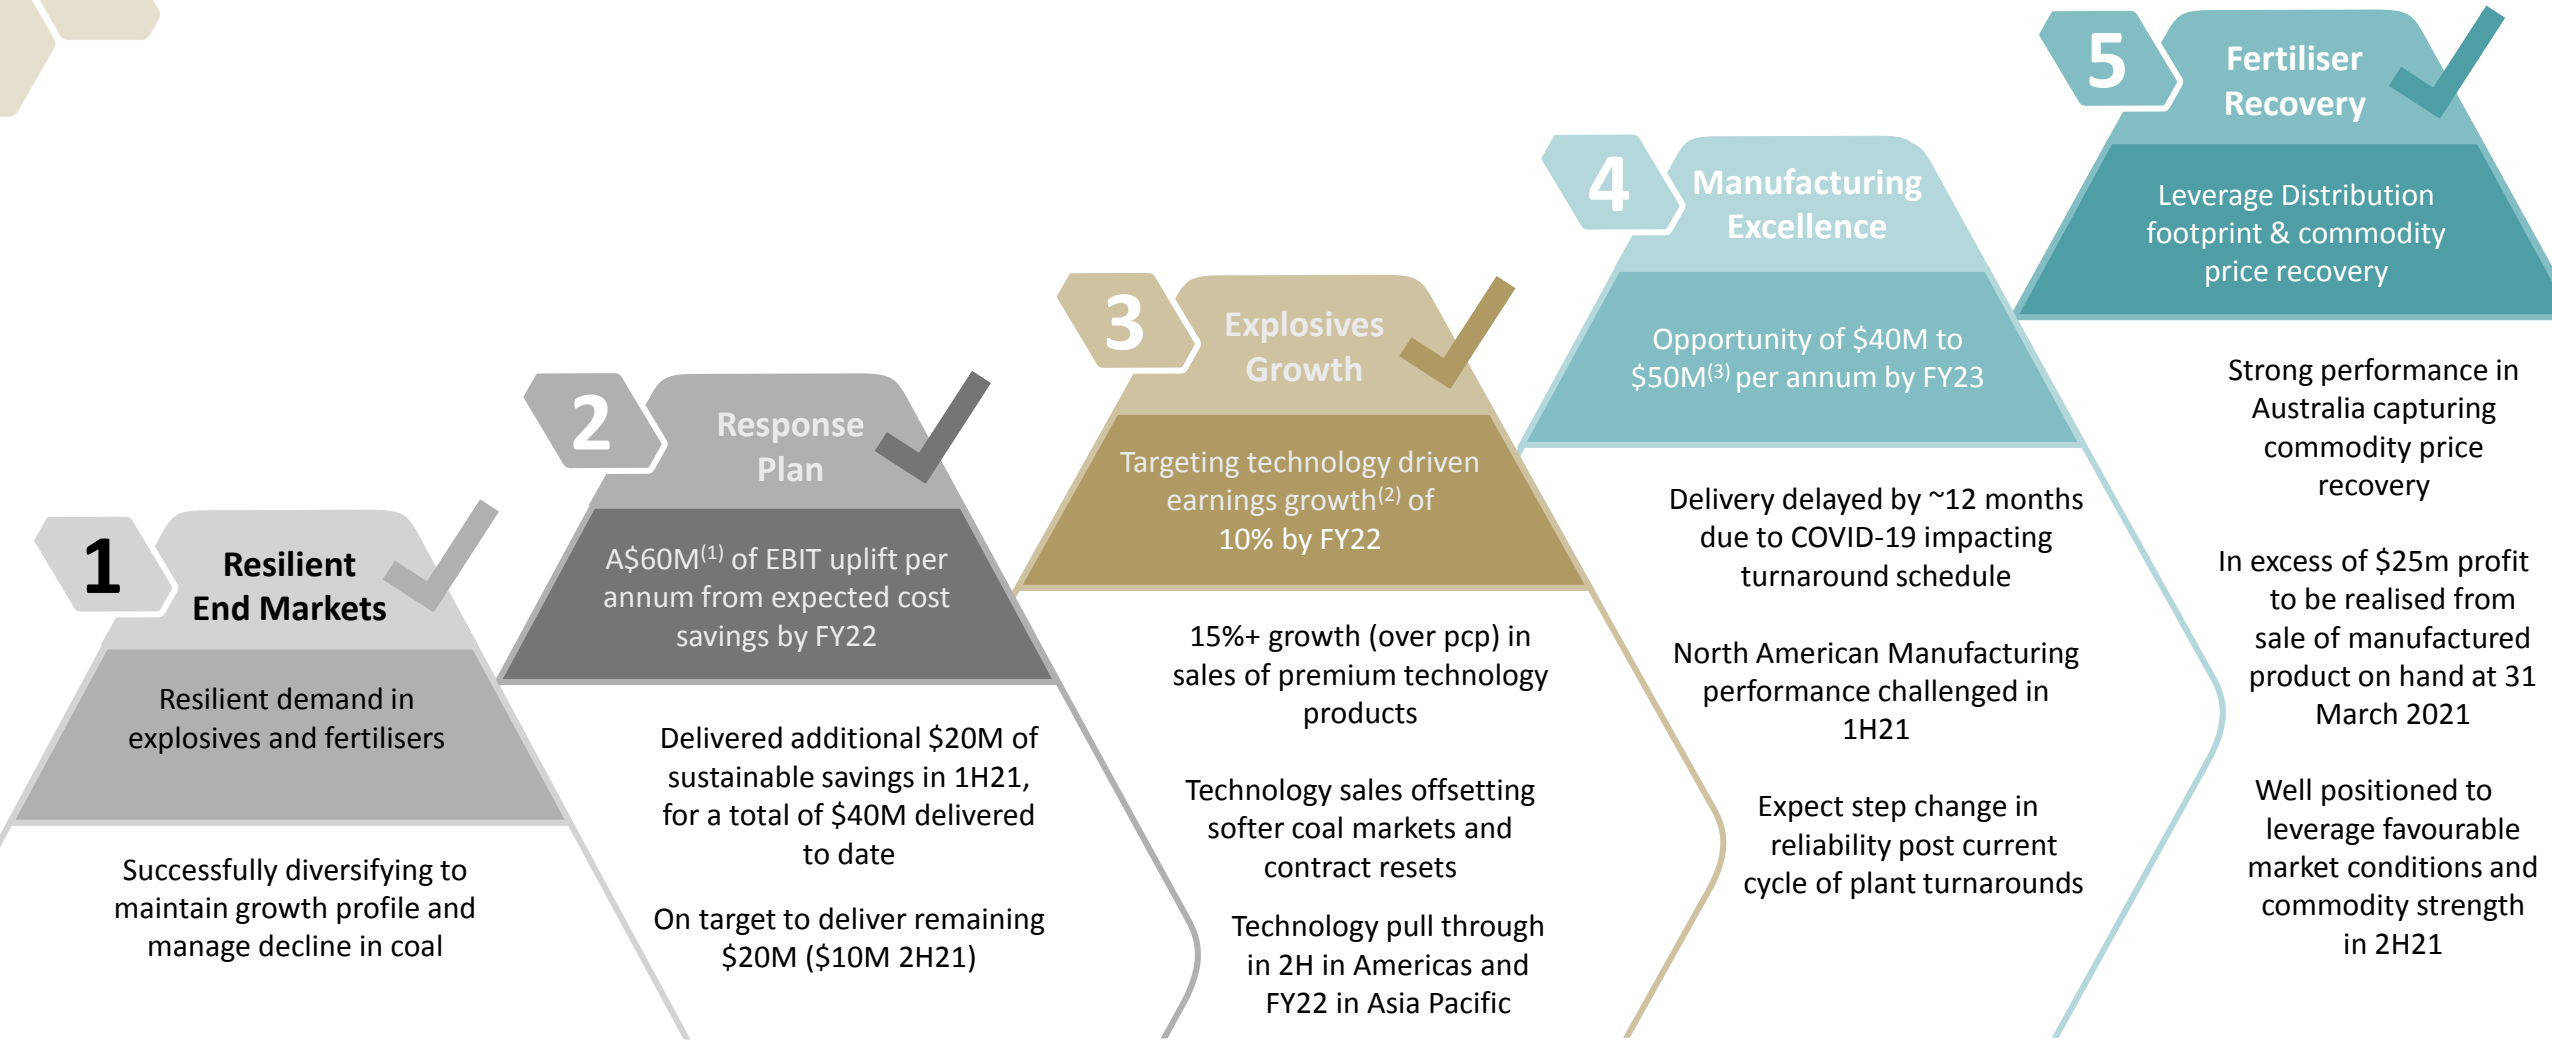 1
Resilient
End Markets
Resilient demand in
explosives and fertilisers
Successfully diversifying to
maintain growth profile and
manage decline in coal
2
Response
Plan
A$60M(1) of EBIT uplift per
annum from expected cost
savings by FY22
Delivered additional $20M of
sustainable savings in 1H21,
for a total of $40M delivered
to date
On target to deliver remaining
$20M ($10M 2H21)
3
Explosives
Growth
Targeting technology driven
earnings growth(2) of
10% by FY22
15%+ growth (over pcp) in
sales of premium technology
products
Technology sales offsetting
softer coal markets and
contract resets
Technology pull through
in 2H in Americas and
FY22 in Asia Pacific
4
Manufacturing
Excellence
Opportunity of $40M to
$50M(3) per annum by FY23
Delivery delayed by ~12 months
due to COVID-19 impacting
turnaround schedule
North American Manufacturing
performance challenged in
1H21
Expect step change in
reliability post current
cycle of plant turnarounds
5
Fertiliser
Recovery
Leverage Distribution
footprint & commodity
price recovery
Strong performance in
Australia capturing
commodity price
recovery
In excess of $25m profit
to be realised from
sale of manufactured
product on hand at 31
March 2021
Well positioned to
leverage favourable
market conditions and
commodity strength
in 2H21